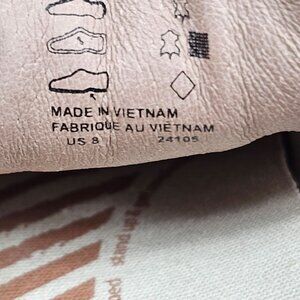 MADE IN VIETNAM
FABRIQUE AU VIETNAM
US 8 24105